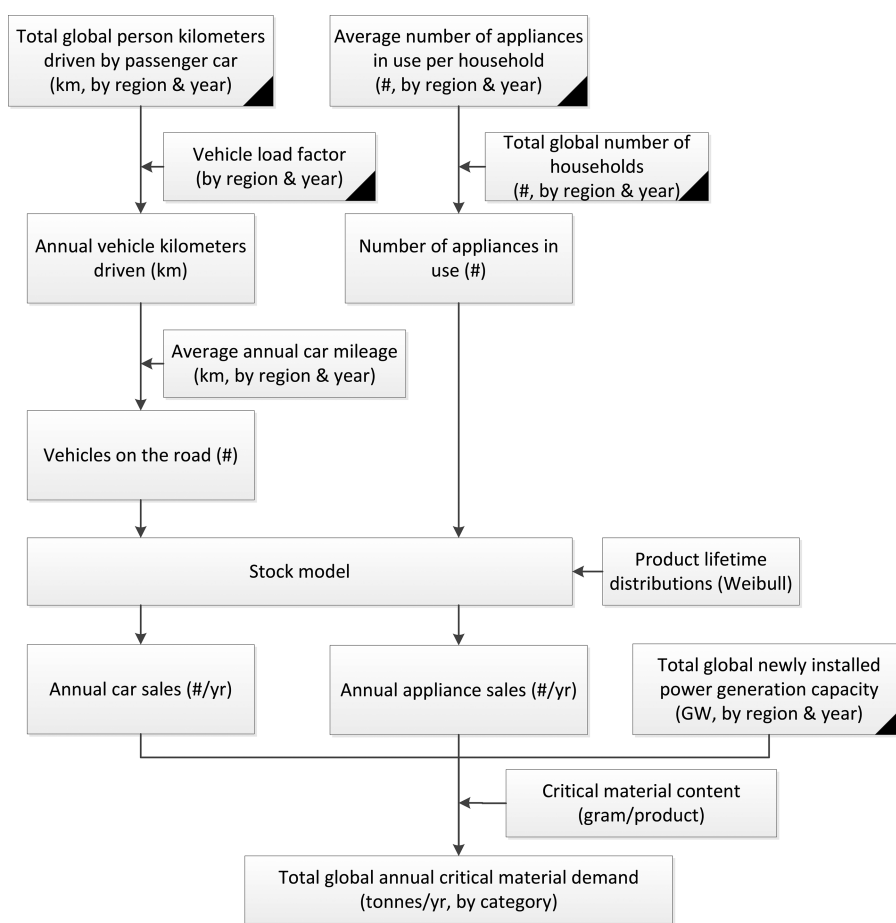 Total global person kilometers
driven by passenger car
(km, by region & year)
Average number of appliances
in use per household
(#, by region & year)
Vehicle load factor
(by region & year)
Total global number of
households
(#, by region & year)
Annual vehicle kilometers
driven (km)
Number of appliances in
use (#)
Average annual car mileage
(km, by region & year)
Vehicles on the road (#)
Stock model
Product lifetime
distributions (Weibull)
Annual car sales (#/yr)
Annual appliance sales (#/yr)
Total global newly installed
power generation capacity
(GW, by region & year)
Critical material content
(gram/product)
Total global annual critical material demand
(tonnes/yr, by category)